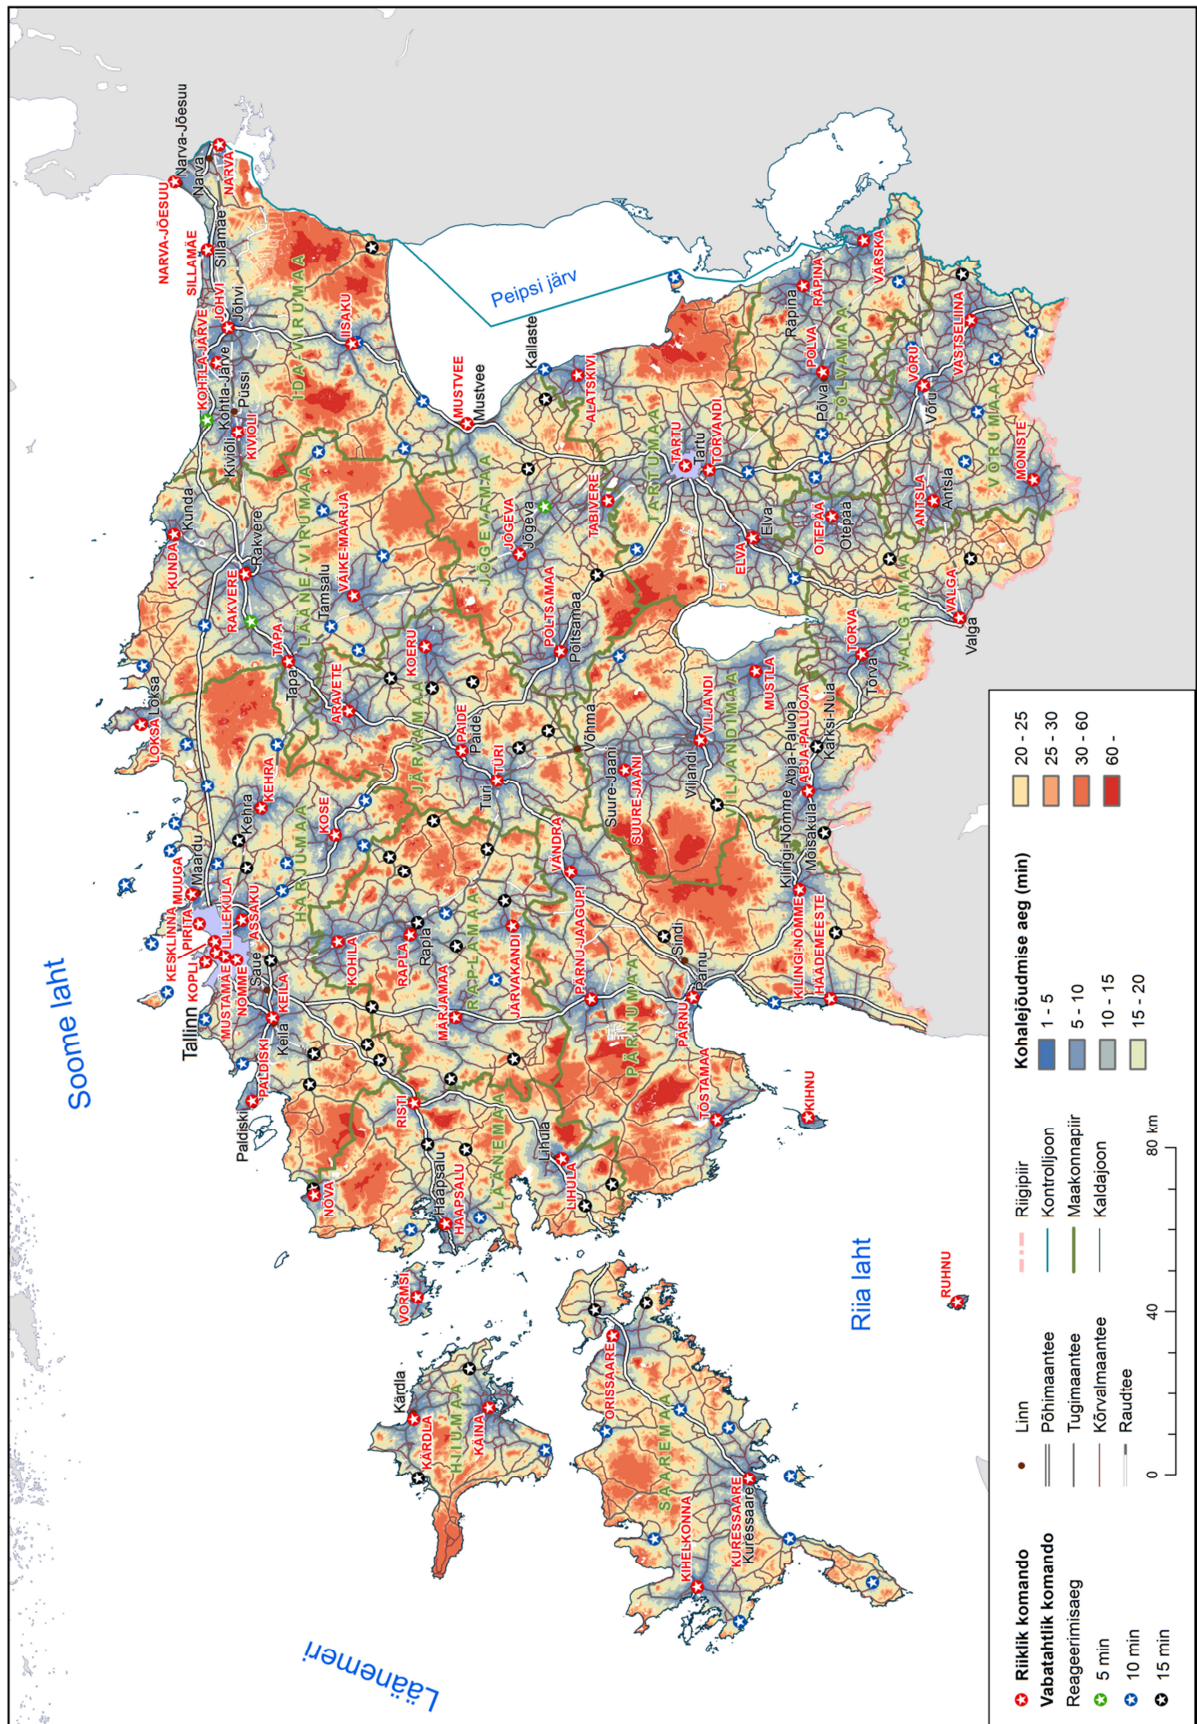 Soome laht
Läänemeri
Riia laht
Peipsi järv
Tallinn
KOPLI
KESKLINNA
PIRITA
MUUGA
Maardu
LILLEKÜLA
MUSTAMÄE
NÕMME
ASSAKU
Saue
KEILA
Keila
PALDISKI
Paldiski
LOKSA
Loksa
KEHRA
Kehra
KOSE
HARJUMAA
KUNDA
Kunda
RAKVERE
Rakvere
TAPA
Tapa
Tamsalu
VÄIKE-MAARJA
LÄÄNE-VIRUMAA
KIVIÕLI
Kiviõli
Püssi
KOHTLA-JÄRVE
Kohtla-Järve
JÕHVI
Jõhvi
SILLAMÄE
Sillamäe
NARVA-JÕESUU
Narva-Jõesuu
Narva
NARVA
IDA-VIRUMAA
IISAKU
MUSTVEE
Mustvee
Kallaste
ALATSKIVI
JÕGEVAMAA
JÕGEVA
Jõgeva
TABIVERE
PÕLTSAMAA
Põltsamaa
ARAVETE
KOERU
JÄRVAMAA
PAIDE
Paide
TÜRI
Türi
KOHILA
RAPLA
Rapla
RAPLAMAA
MÄRJAMAA
JÄRVAKANDI
NÕVA
RISTI
HAAPSALU
Haapsalu
LÄÄNEMAA
LIHULA
Lihula
VORMSI
Kärdla
KÄRDLA
HIIUMAA
KÄINA
ORISSAARE
SAAREMAA
KIHELKONNA
KURESSAARE
Kuressaare
VÄNDRA
PÄRNU-JAAGUPI
PÄRNUMAA
Sindi
PÄRNU
Pärnu
TÕSTAMAA
KIHNU
RUHNU
HÄÄDEMEESTE
KILINGI-NÕMME
Kilingi-Nõmme
Mõisaküla
ABJA-PALUOJA
Abja-Paluoja
Karksi-Nuia
Võhma
Suure-Jaani
SUURE-JAANI
VILJANDI
Viljandi
VILJANDIMAA
MUSTLA
TARTUMAA
TARTU
Tartu
TÕRVANDI
ELVA
Elva
OTEPÄÄ
Otepää
TÕRVA
Tõrva
VALGAMAA
VALGA
Valga
PÕLVA
Põlva
PÕLVAMAA
Räpina
RÄPINA
VÄRSKA
VÕRU
Võru
VÕRUMAA
VASTSELIINA
ANTSLA
Antsla
MÕNISTE
Riiklik komando
Vabatahtlik komando
Reageerimisaeg
5 min
10 min
15 min
Linn
Põhimaantee
Tugimaantee
Kõrvalmaantee
Raudtee
Riigipiir
Kontrolljoon
Maakonnapiir
Kaldajoon
0 40 80 km
Kohalejõudmise aeg (min)
1 - 5
5 - 10
10 - 15
15 - 20
20 - 25
25 - 30
30 - 60
60 -